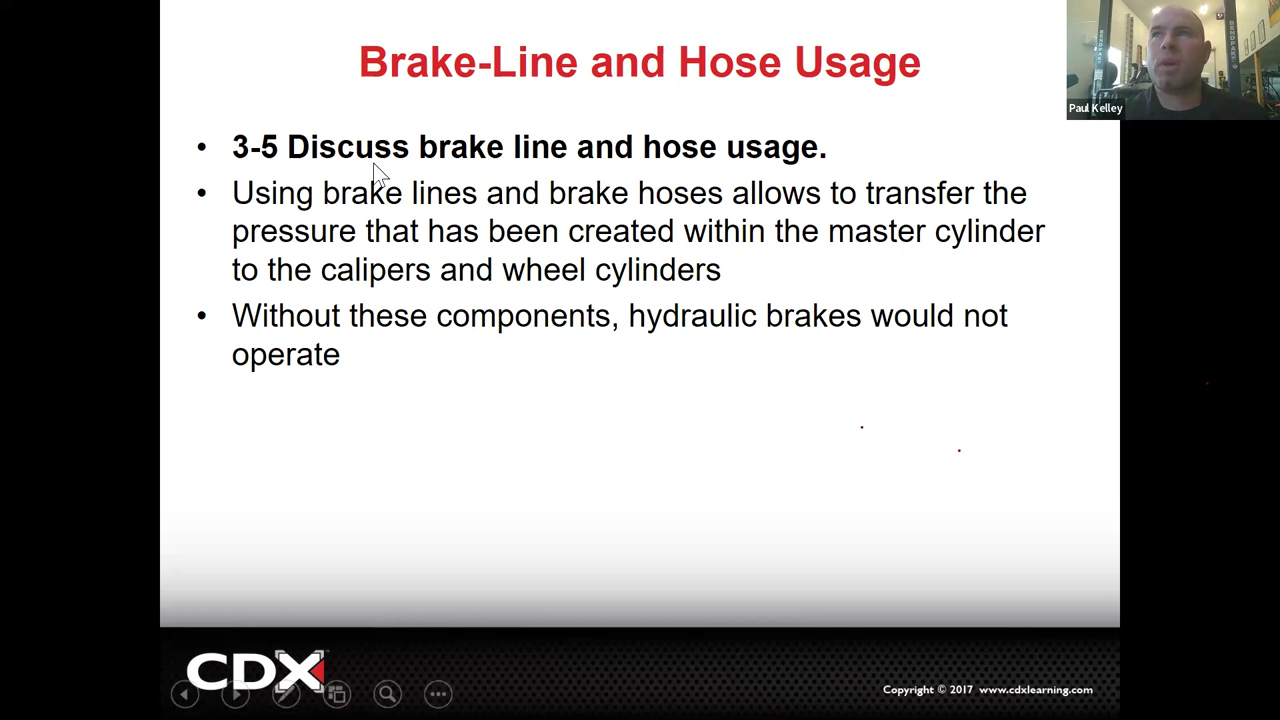 Brake-Line and Hose Usage
• 3-5 Discuss brake line and hose usage.
• Using brake lines and brake hoses allows to transfer the
pressure that has been created within the master cylinder
to the calipers and wheel cylinders
• Without these components, hydraulic brakes would not
operate
BENDPAK
BENDPAK
Paul Kelley
CDX
Copyright © 2017 www.cdxlearning.com